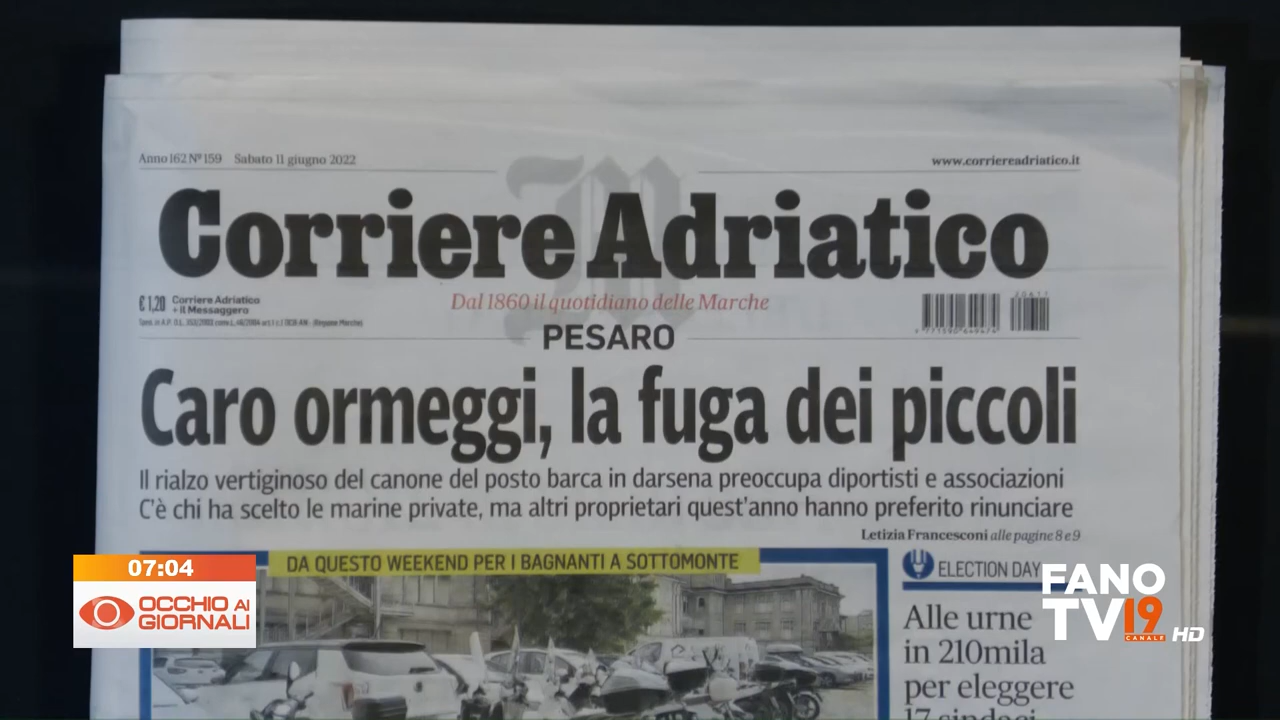 Anno 162 N° 159 Sabato 11 giugno 2022
www.corriereadriatico.it
Corriere Adriatico
€ 1,20 Corriere Adriatico
+ Il Messaggero
Dal 1860 il quotidiano delle Marche
PESARO
Caro ormeggi, la fuga dei piccoli
Il rialzo vertiginoso del canone del posto barca in darsena preoccupa diportisti e associazioni
C'è chi ha scelto le marine private, ma altri proprietari quest'anno hanno preferito rinunciare
Letizia Francesconi alle pagine 8 e 9
DA QUESTO WEEKEND PER I BAGNANTI A SOTTOMONTE
ELECTION DAY
Alle urne
in 210mila
per eleggere
17 sindaci
07:04
OCCHIO AI
GIORNALI
FANO
TV 19
CANALE
HD